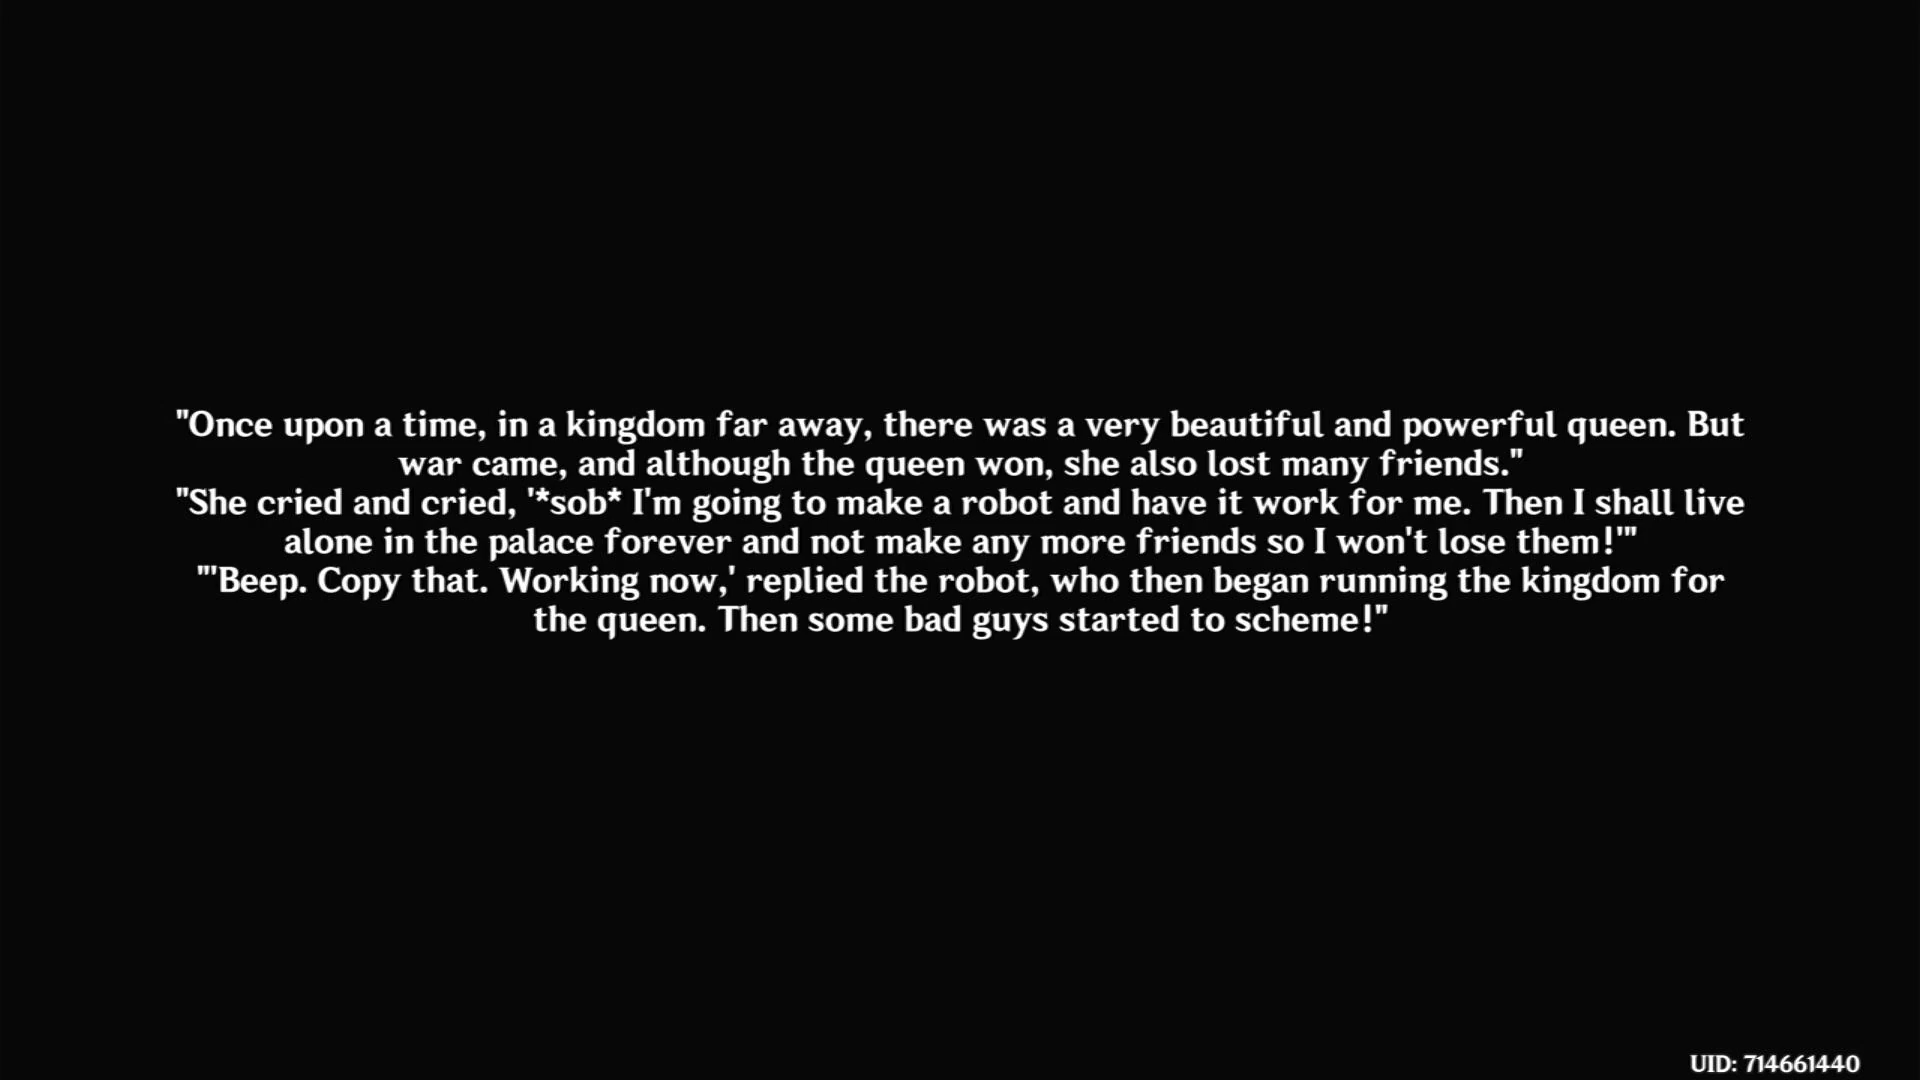 "Once upon a time, in a kingdom far away, there was a very beautiful and powerful queen. But
war came, and although the queen won, she also lost many friends."
"She cried and cried, '*sob* I'm going to make a robot and have it work for me. Then I shall live
alone in the palace forever and not make any more friends so I won't lose them!'"
"'Beep. Copy that. Working now,' replied the robot, who then began running the kingdom for
the queen. Then some bad guys started to scheme!"
UID: 714661440